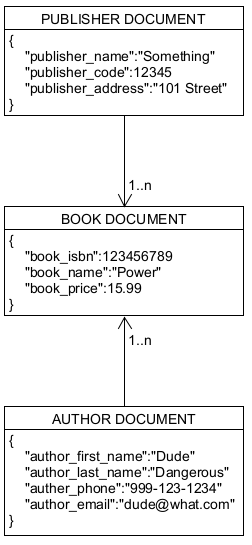 PUBLISHER DOCUMENT
{
"publisher_name":"Something"
"publisher_code":12345
"publisher_address":"101 Street"
}
1..n
BOOK DOCUMENT
{
"book_isbn":123456789
"book_name":"Power"
"book_price":15.99
}
1..n
AUTHOR DOCUMENT
{
"author_first_name":"Dude"
"author_last_name":"Dangerous"
"auther_phone":"999-123-1234"
"author_email":"dude@what.com"
}